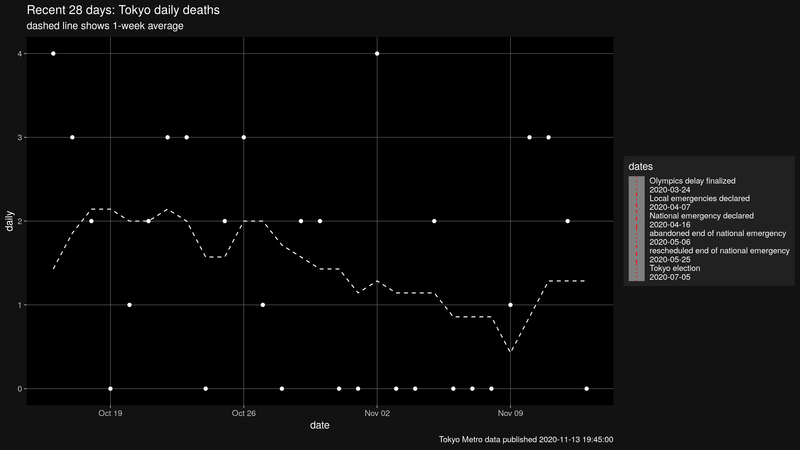 Recent 28 days: Tokyo daily deaths
dashed line shows 1-week average
4
3
2
1
0
daily
Oct 19
Oct 26
Nov 02
Nov 09
date
dates
Olympics delay finalized
2020-03-24
Local emergencies declared
2020-04-07
National emergency declared
2020-04-16
abandoned end of national emergency
2020-05-06
rescheduled end of national emergency
2020-05-25
Tokyo election
2020-07-05
Tokyo Metro data published 2020-11-13 19:45:00